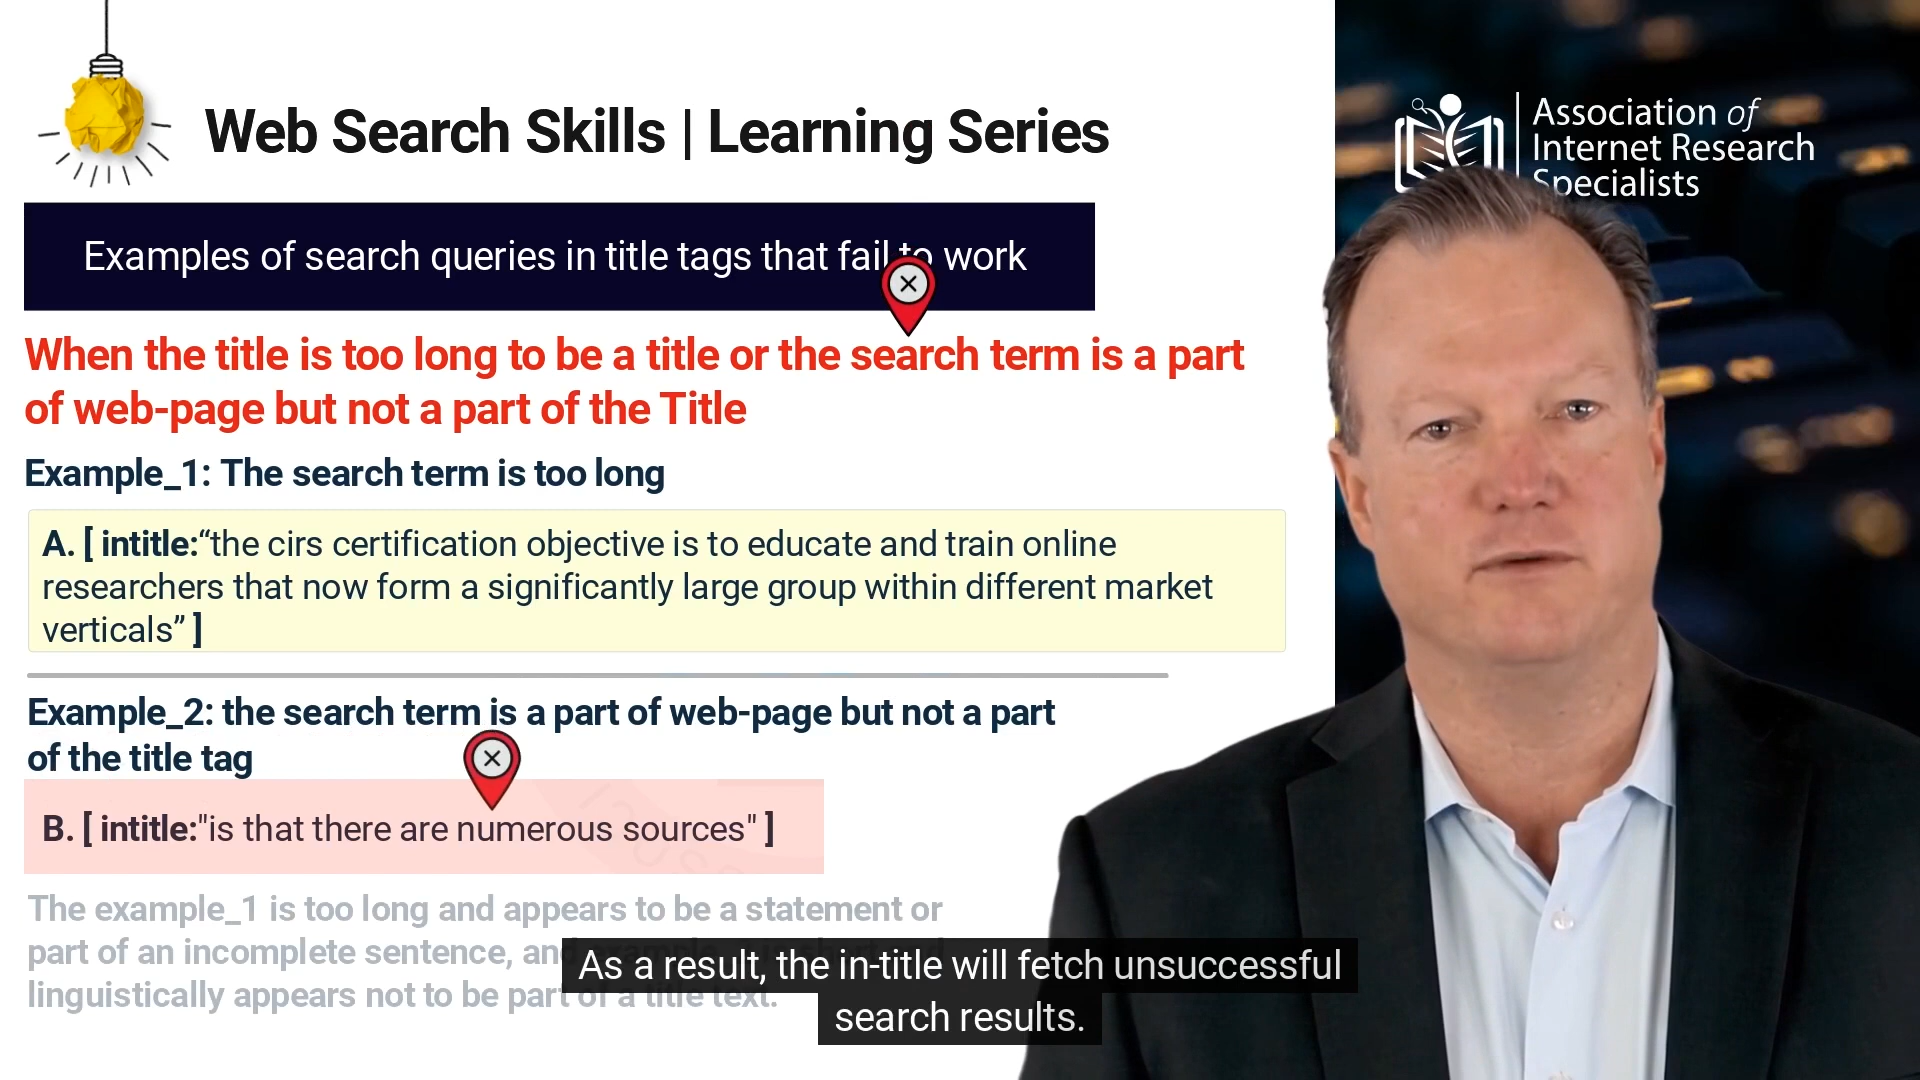 Web Search Skills | Learning Series
Association of
Internet Research
Specialists
Examples of search queries in title tags that fail to work
When the title is too long to be a title or the search term is a part
of web-page but not a part of the Title
Example_1: The search term is too long
A. [ intitle:“the cirs certification objective is to educate and train online
researchers that now form a significantly large group within different market
verticals” ]
Example_2: the search term is a part of web-page but not a part
of the title tag
B. [ intitle:"is that there are numerous sources" ]
The example_1 is too long and appears to be a statement or
part of an incomplete sentence, and
linguistically appears not to be part of a title text.
As a result, the in-title will fetch unsuccessful
search results.